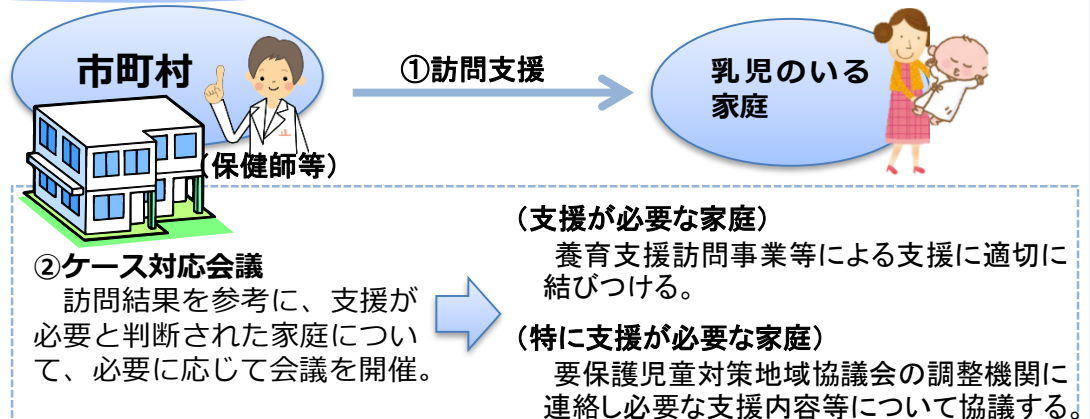 市町村
(保健師等)
①訪問支援
乳児のいる
家庭
②ケース対応会議
訪問結果を参考に、支援が
必要と判断された家庭につい
て、必要に応じて会議を開催。
(支援が必要な家庭)
養育支援訪問事業等による支援に適切に
結びつける。
(特に支援が必要な家庭)
要保護児童対策地域協議会の調整機関に
連絡し必要な支援内容等について協議する。